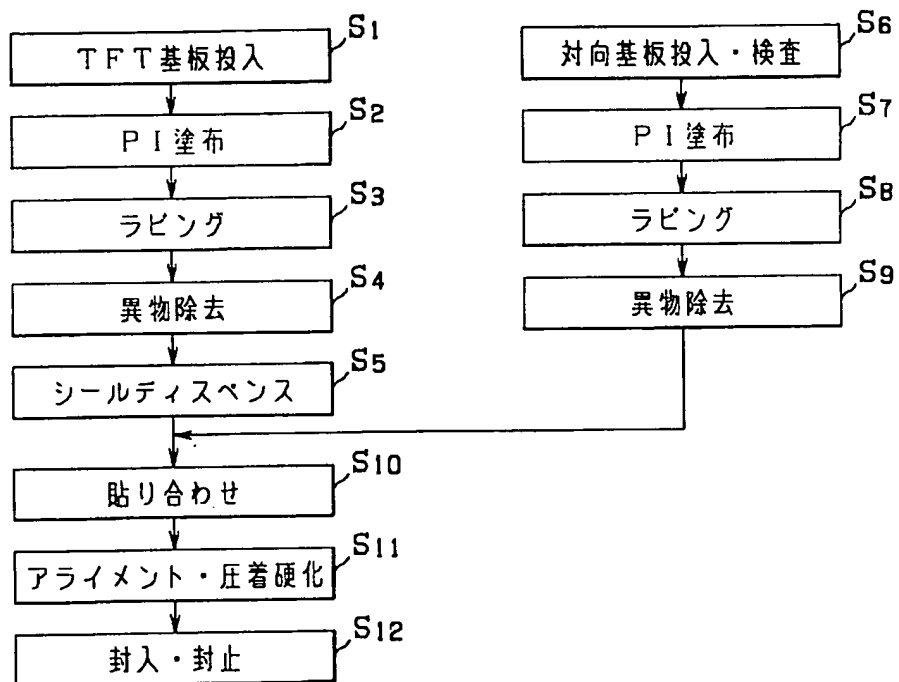 S1
TFT基板投入
S2
PI塗布
S3
ラビング
S4
異物除去
S5
シールディスペンス
S6
対向基板投入・検査
S7
PI塗布
S8
ラビング
S9
異物除去
S10
貼り合わせ
S11
アライメント・圧着硬化
S12
封入・封止